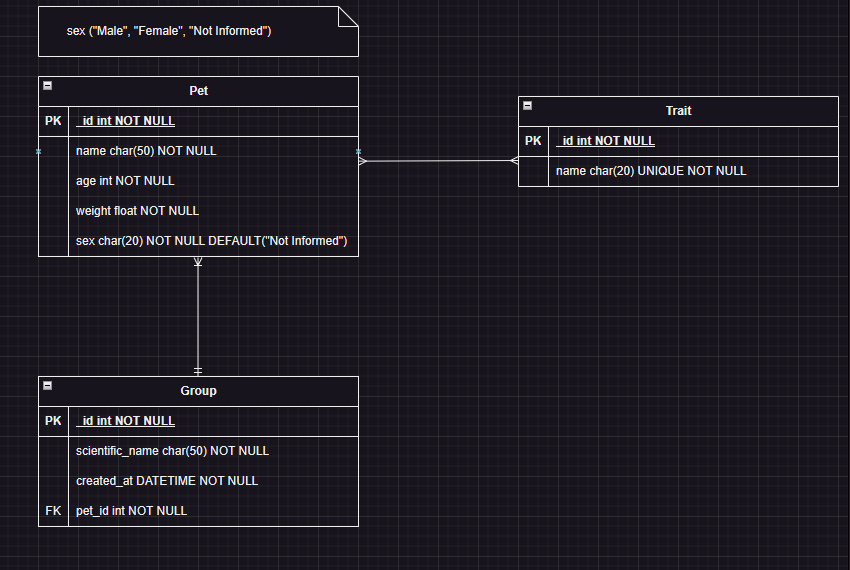 sex ("Male", "Female", "Not Informed")
Pet
PK _id int NOT NULL
name char(50) NOT NULL
age int NOT NULL
weight float NOT NULL
sex char(20) NOT NULL DEFAULT("Not Informed")
Trait
PK _id int NOT NULL
name char(20) UNIQUE NOT NULL
Group
PK _id int NOT NULL
scientific_name char(50) NOT NULL
created_at DATETIME NOT NULL
FK pet_id int NOT NULL